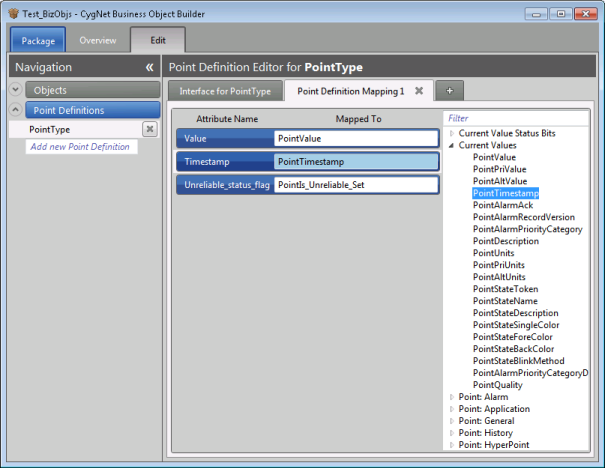 Test_BizObjs - CygNet Business Object Builder
Package Overview Edit
Navigation «
Objects
Point Definitions
PointType
Add new Point Definition
Point Definition Editor for PointType
Interface for PointType Point Definition Mapping 1 +
Attribute Name Mapped To
Value PointValue
Timestamp PointTimestamp
Unreliable_status_flag PointIs_Unreliable_Set
Filter
Current Value Status Bits
Current Values
PointValue
PointPriValue
PointAltValue
PointTimestamp
PointAlarmAck
PointAlarmRecordVersion
PointAlarmPriorityCategory
PointDescription
PointUnits
PointPriUnits
PointAltUnits
PointStateToken
PointStateName
PointStateDescription
PointStateSingleColor
PointStateForeColor
PointStateBackColor
PointStateBlinkMethod
PointAlarmPriorityCategoryD
PointQuality
Point: Alarm
Point: Application
Point: General
Point: History
Point: HyperPoint